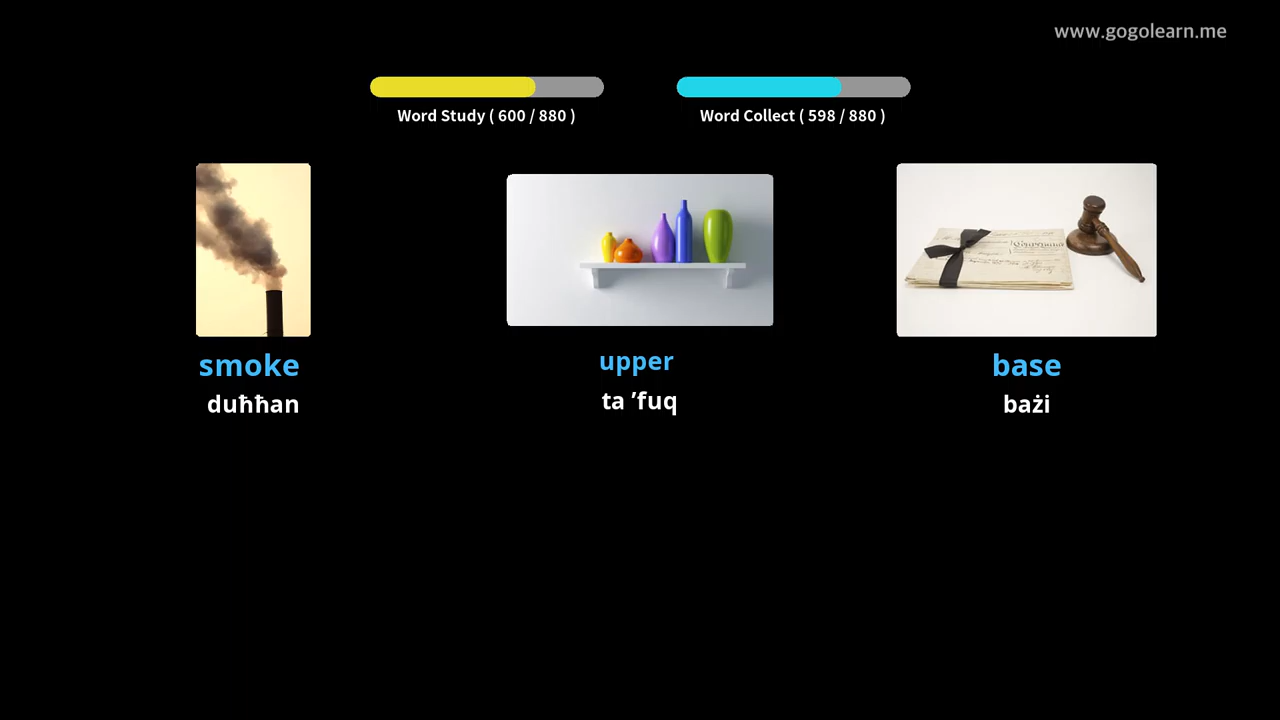 www.gogolearn.me
Word Study ( 600 / 880 )
Word Collect ( 598 / 880 )
smoke
duħħan
upper
ta ’fuq
base
bażi